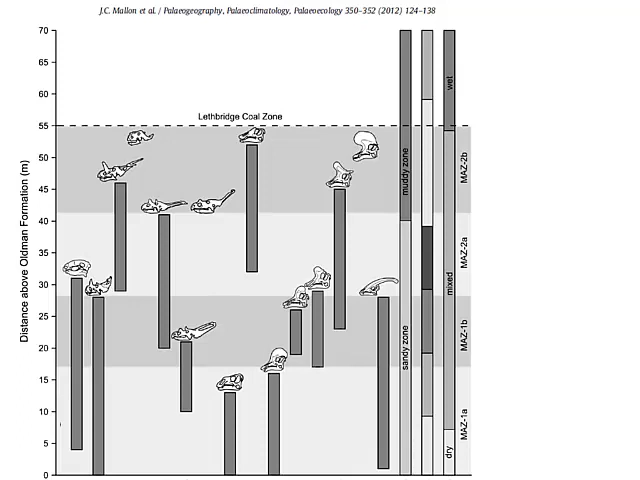 J.C. Mallon et al. / Palaeogeography, Palaeoclimatology, Palaeoecology 350–352 (2012) 124–138
70
65
60
55
50
45
40
35
30
25
20
15
10
5
0
Distance above Oldman Formation (m)
Lethbridge Coal Zone
muddy zone
sandy zone
wet
mixed
dry
MAZ-2b
MAZ-2a
MAZ-1b
MAZ-1a